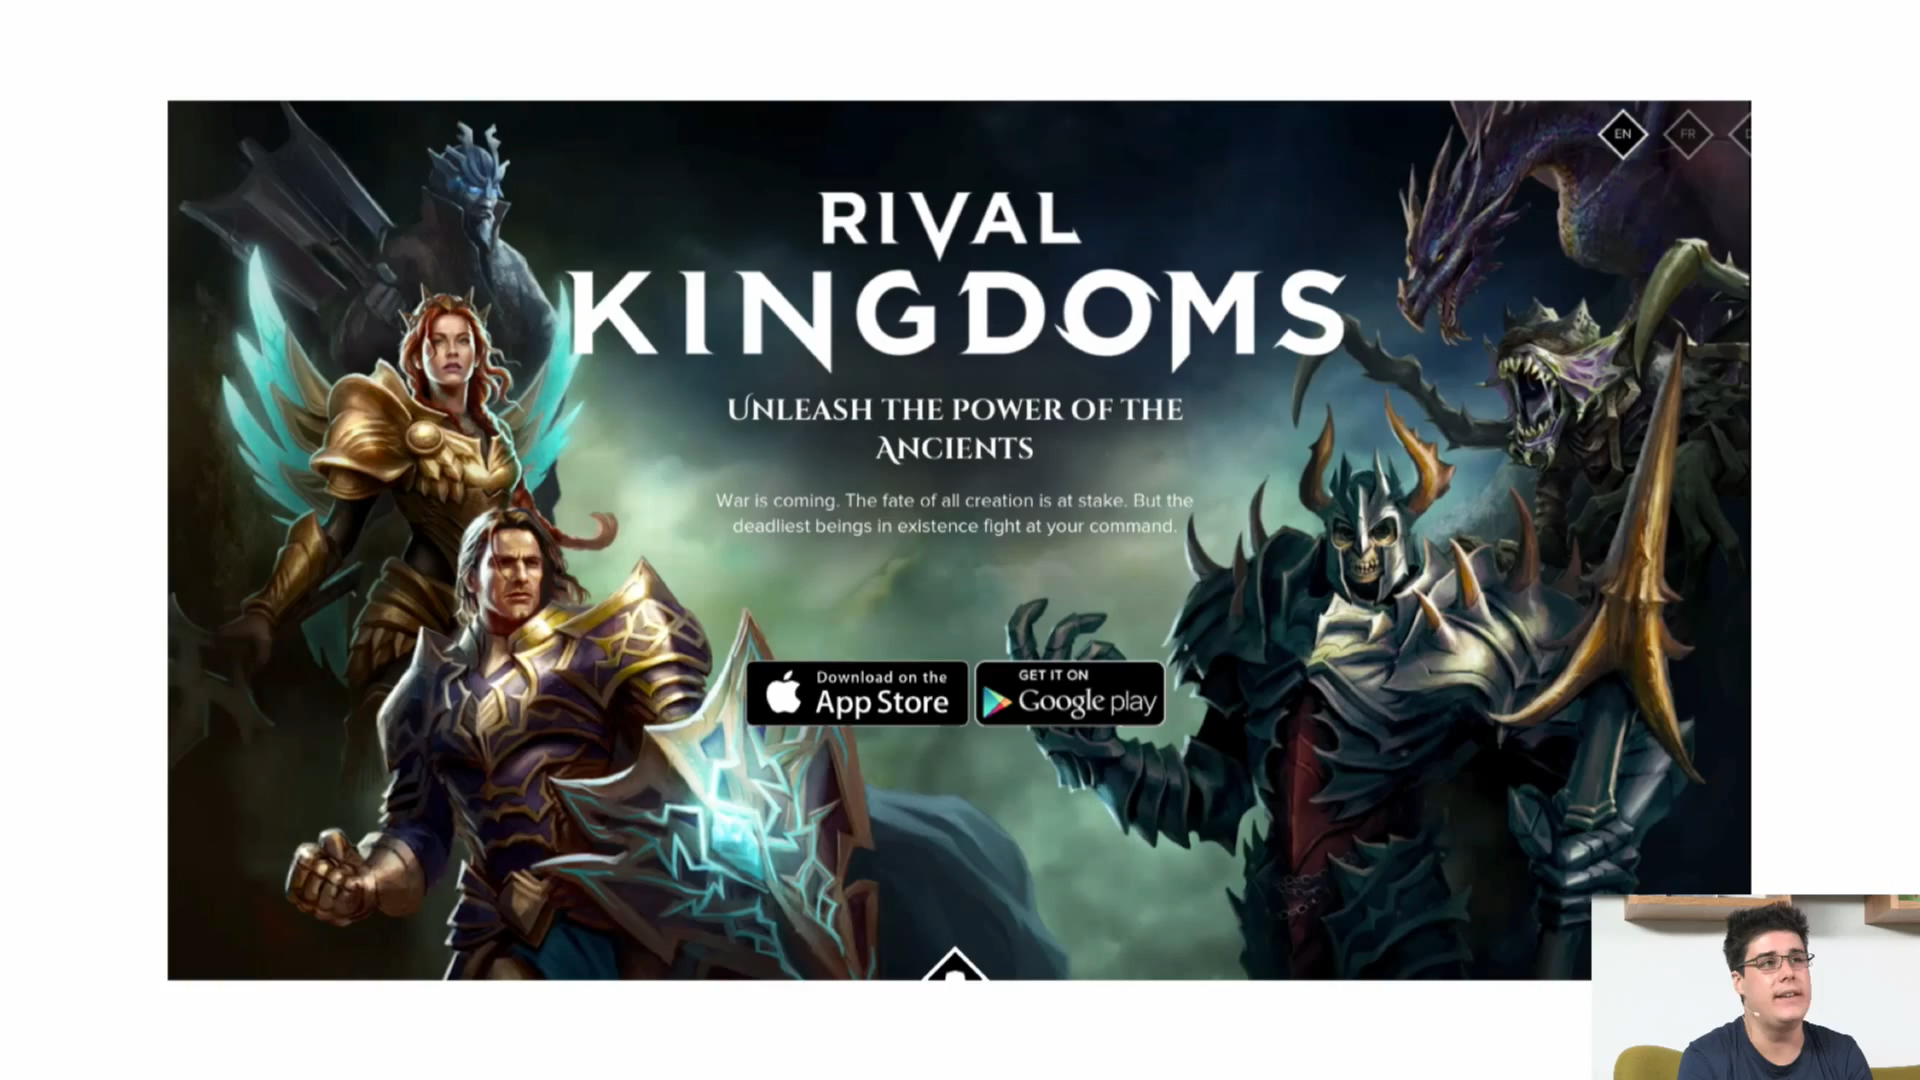 EN
FR
RIVAL
KINGDOMS
UNLEASH THE POWER OF THE
ANCIENTS
War is coming. The fate of all creation is at stake. But the
deadliest beings in existence fight at your command.
Download on the
App Store
GET IT ON
Google play